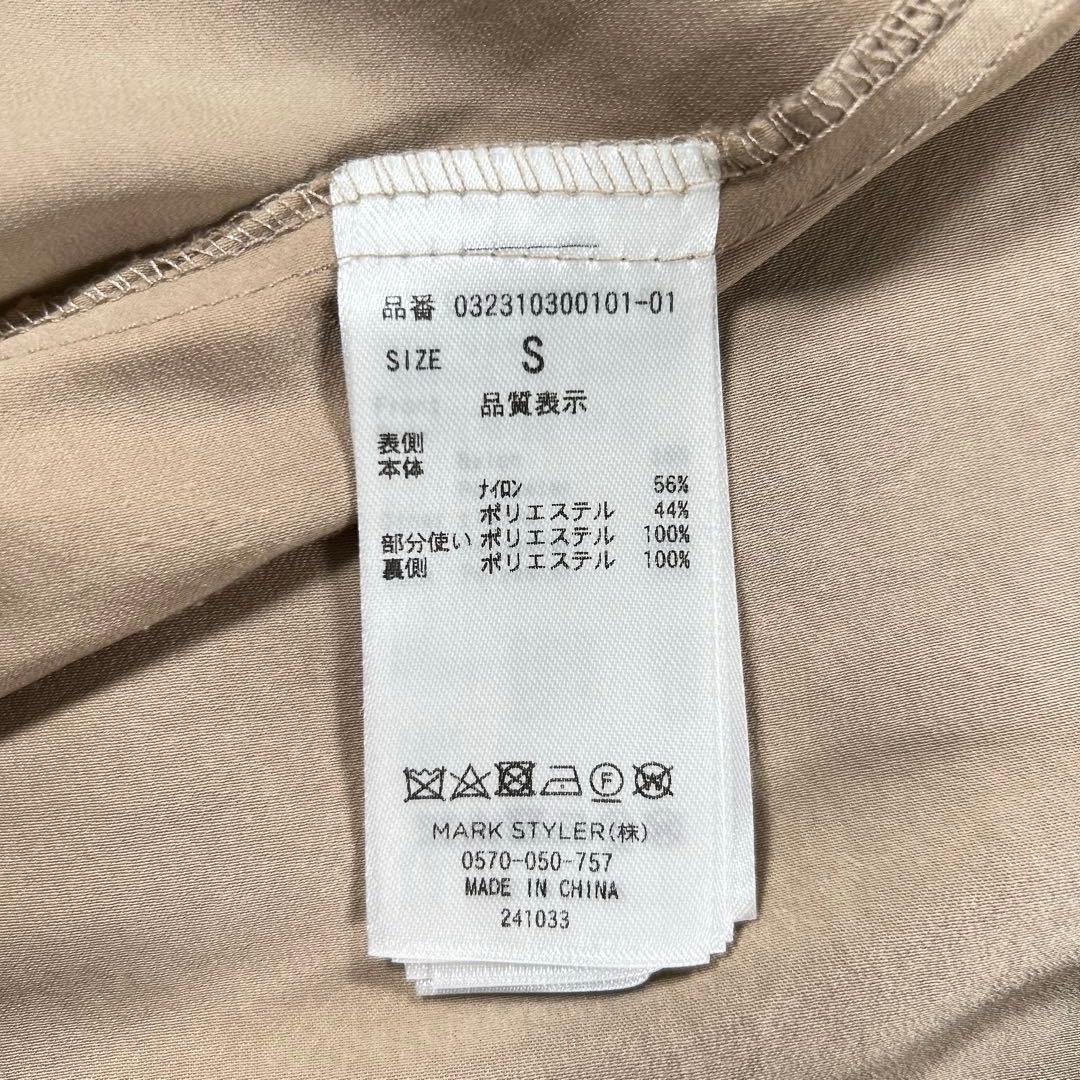 品番 032310300101-01
SIZE S
品質表示
表側
本体
ﾅｲﾛﾝ 56%
ポリエステル 44%
部分使い ポリエステル 100%
裏側 ポリエステル 100%
F W
MARK STYLER(株)
0570-050-757
MADE IN CHINA
241033